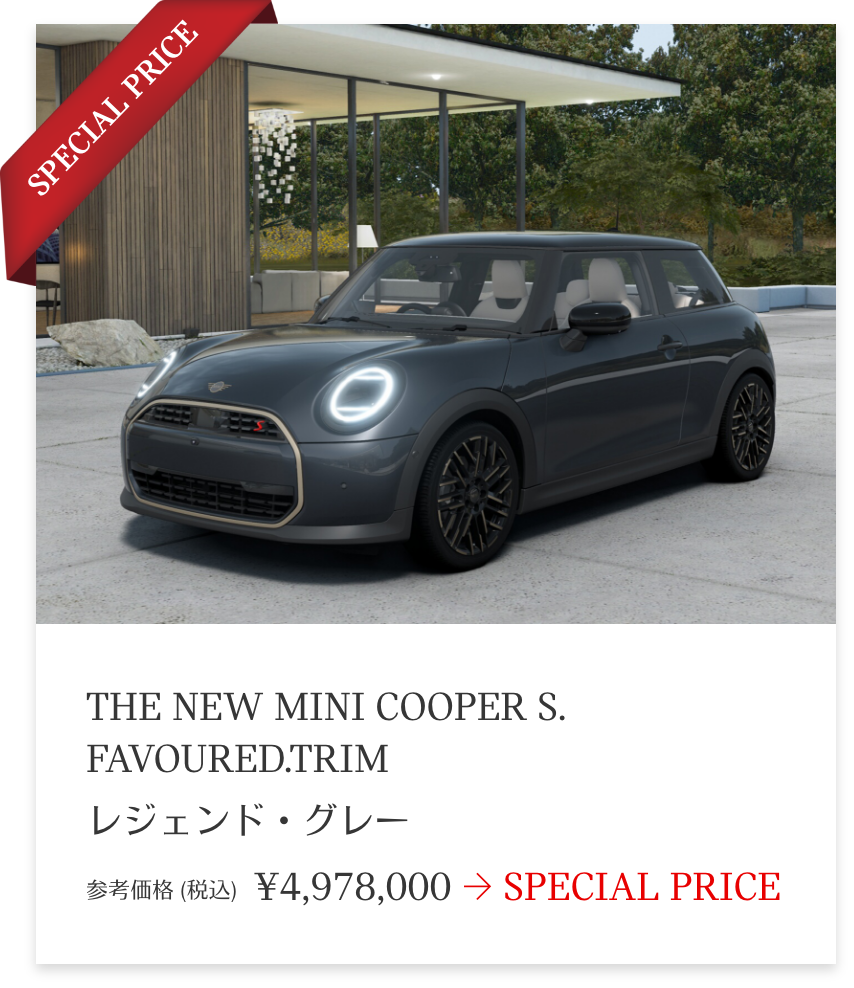 SPECIAL PRICE
S
THE NEW MINI COOPER S.
FAVOURED.TRIM
レジェンド・グレー
参考価格 (税込) ¥4,978,000 → SPECIAL PRICE